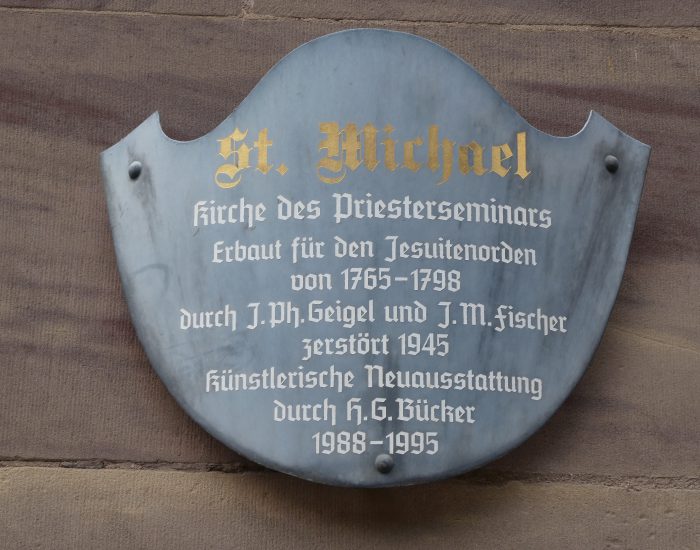 St. Michael
Kirche des Priesterseminars
Erbaut für den Jesuitenorden
von 1765–1798
durch J.Ph.Geigel und J.M.Fischer
zerstört 1945
Künstlerische Neuausstattung
durch H.G.Bücker
1988–1995